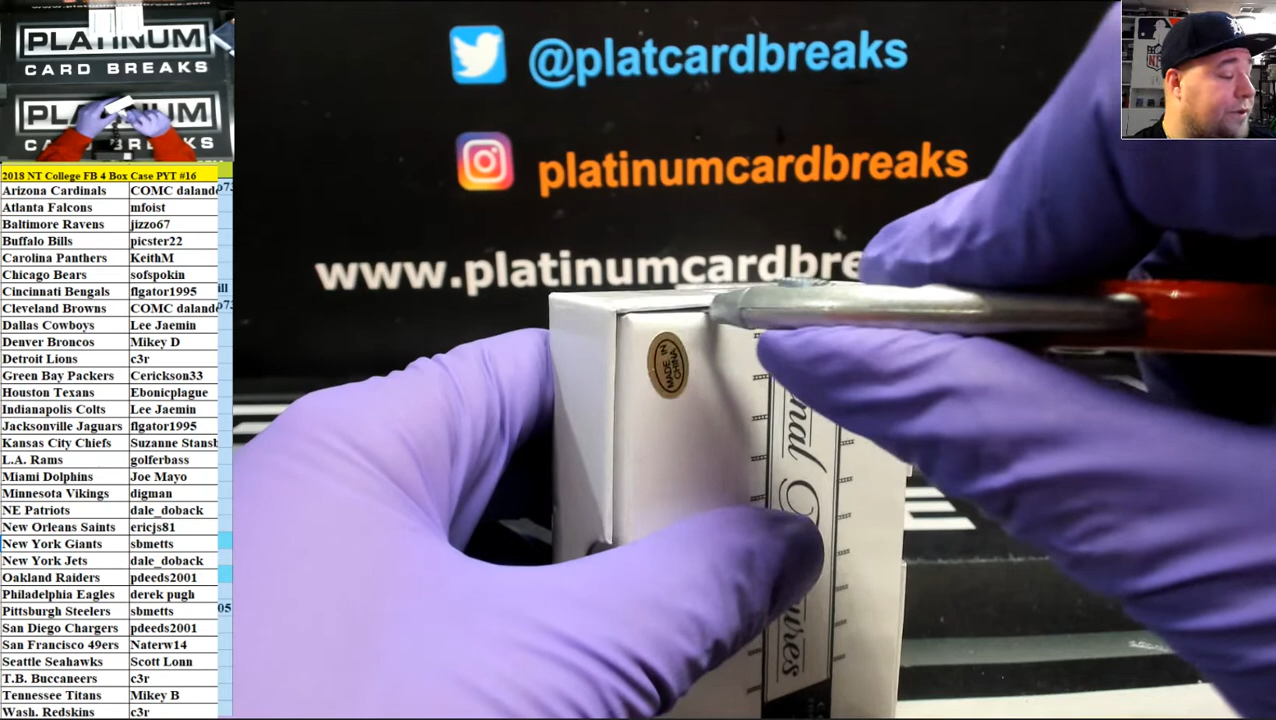 PLATINUM
CARD BREAKS
PLATINUM
CARD BREAKS
@platcardbreaks
platinumcardbreaks
www.platinumcardbre
MADE IN
CHINA
2018 NT College FB 4 Box Case PYT #16
Arizona Cardinals COMC daland
Atlanta Falcons mfoist
Baltimore Ravens jizzo67
Buffalo Bills picster22
Carolina Panthers KeithM
Chicago Bears sofspokin
Cincinnati Bengals flgator1995
Cleveland Browns COMC daland
Dallas Cowboys Lee Jaemin
Denver Broncos Mikey D
Detroit Lions c3r
Green Bay Packers Cerickson33
Houston Texans Ebonicplague
Indianapolis Colts Lee Jaemin
Jacksonville Jaguars flgator1995
Kansas City Chiefs Suzanne Stansb
L.A. Rams golferbass
Miami Dolphins Joe Mayo
Minnesota Vikings digman
NE Patriots dale_doback
New Orleans Saints ericjs81
New York Giants sbmetts
New York Jets dale_doback
Oakland Raiders pdeeds2001
Philadelphia Eagles derek pugh
Pittsburgh Steelers sbmetts
San Diego Chargers pdeeds2001
San Francisco 49ers Naterw14
Seattle Seahawks Scott Lonn
T.B. Buccaneers c3r
Tennessee Titans Mikey B
Wash. Redskins c3r